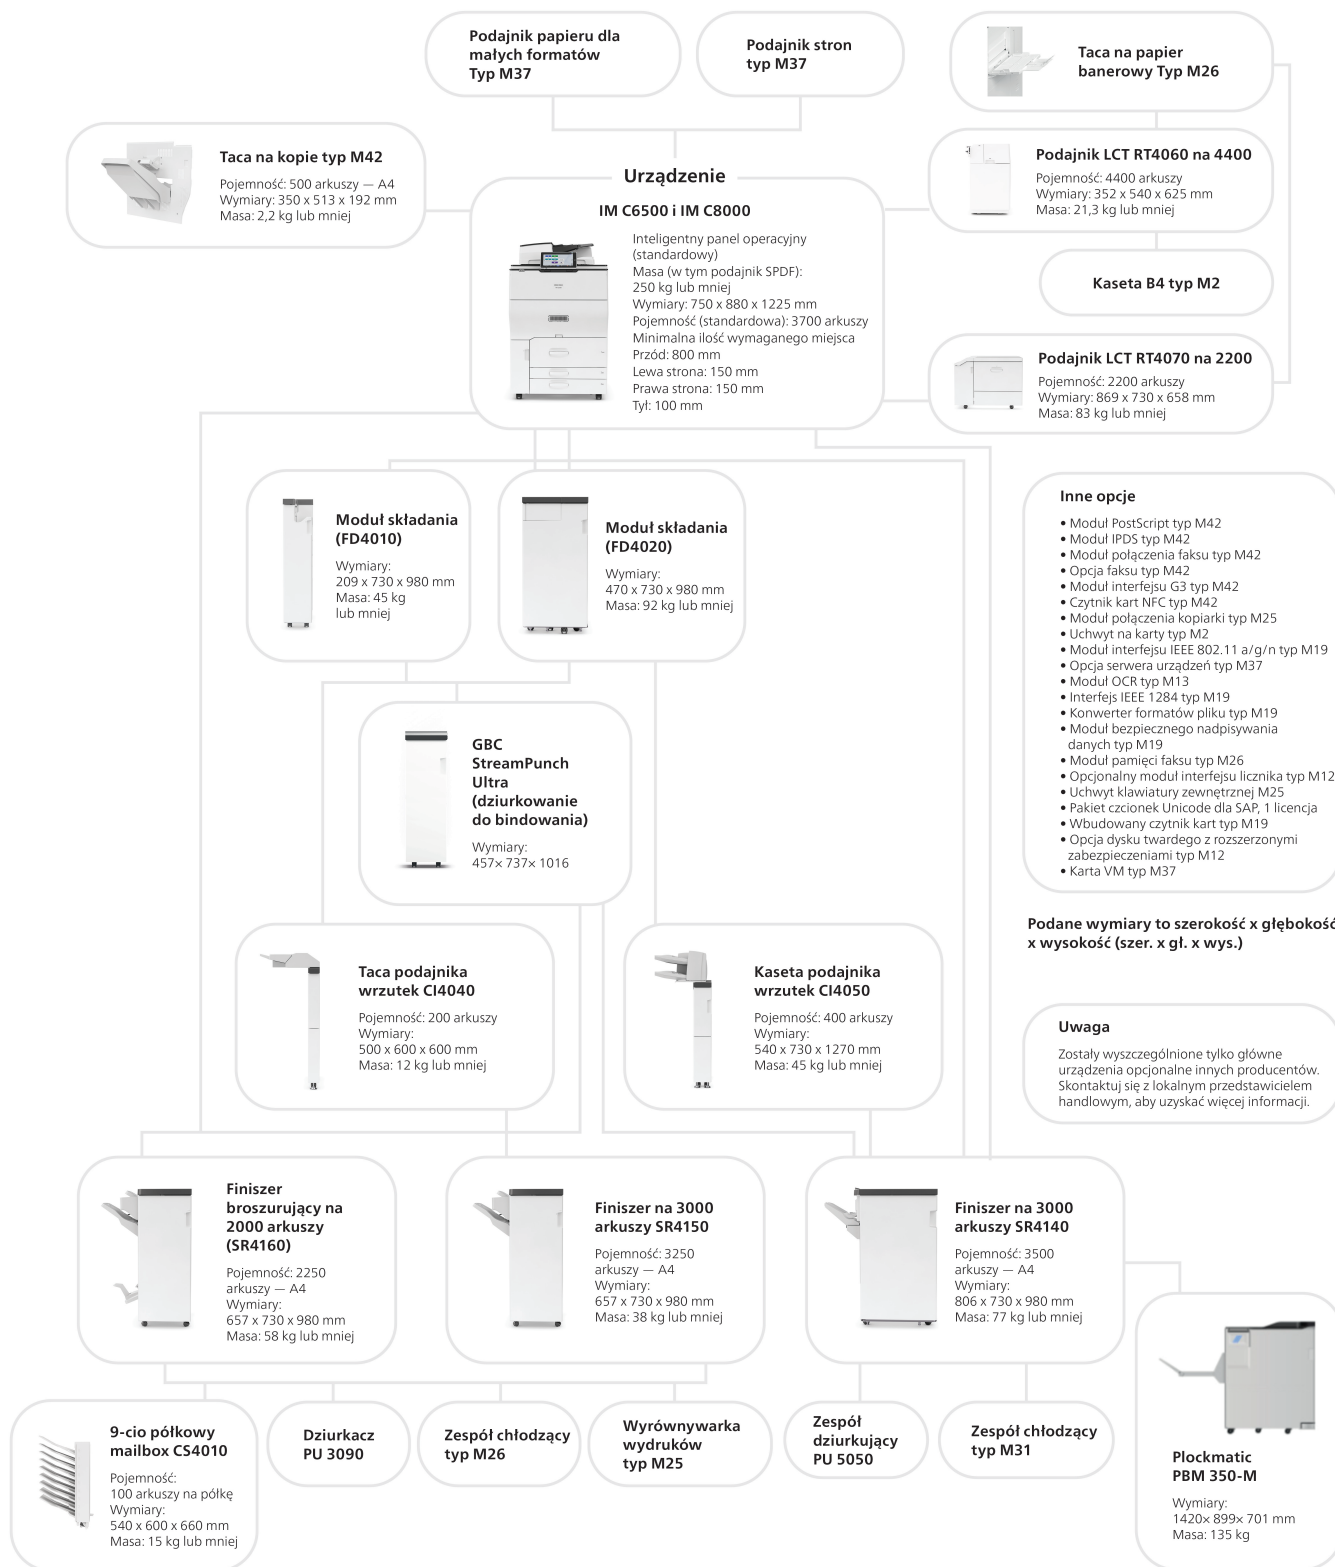 Podajnik papieru dla
małych formatów
Typ M37
Podajnik stron
typ M37
Taca na papier
banerowy Typ M26
Taca na kopie typ M42
Pojemność: 500 arkuszy — A4
Wymiary: 350 x 513 x 192 mm
Masa: 2,2 kg lub mniej
Podajnik LCT RT4060 na 4400
Pojemność: 4400 arkuszy
Wymiary: 352 x 540 x 625 mm
Masa: 21,3 kg lub mniej
Urządzenie
IM C6500 i IM C8000
Inteligentny panel operacyjny
(standardowy)
Masa (w tym podajnik SPDF):
250 kg lub mniej
Wymiary: 750 x 880 x 1225 mm
Pojemność (standardowa): 3700 arkuszy
Minimalna ilość wymaganego miejsca
Przód: 800 mm
Lewa strona: 150 mm
Prawa strona: 150 mm
Tył: 100 mm
Kaseta B4 typ M2
Podajnik LCT RT4070 na 2200
Pojemność: 2200 arkuszy
Wymiary: 869 x 730 x 658 mm
Masa: 83 kg lub mniej
Moduł składania
(FD4010)
Wymiary:
209 x 730 x 980 mm
Masa: 45 kg
lub mniej
Moduł składania
(FD4020)
Wymiary:
470 x 730 x 980 mm
Masa: 92 kg lub mniej
Inne opcje
• Moduł PostScript typ M42
• Moduł IPDS typ M42
• Moduł połączenia faksu typ M42
• Opcja faksu typ M42
• Moduł interfejsu G3 typ M42
• Czytnik kart NFC typ M42
• Moduł połączenia kopiarki typ M25
• Uchwyt na karty typ M2
• Moduł interfejsu IEEE 802.11 a/g/n typ M19
• Opcja serwera urządzeń typ M37
• Moduł OCR typ M13
• Interfejs IEEE 1284 typ M19
• Konwerter formatów pliku typ M19
• Moduł bezpiecznego nadpisywania
danych typ M19
• Moduł pamięci faksu typ M26
• Opcjonalny moduł interfejsu licznika typ M12
• Uchwyt klawiatury zewnętrznej M25
• Pakiet czcionek Unicode dla SAP, 1 licencja
• Wbudowany czytnik kart typ M19
• Opcja dysku twardego z rozszerzonymi
zabezpieczeniami typ M12
• Karta VM typ M37
GBC
StreamPunch
Ultra
(dziurkowanie
do bindowania)
Wymiary:
457× 737× 1016
Podane wymiary to szerokość x głębokość
x wysokość (szer. x gł. x wys.)
Taca podajnika
wrzutek CI4040
Pojemność: 200 arkuszy
Wymiary:
500 x 600 x 600 mm
Masa: 12 kg lub mniej
Kaseta podajnika
wrzutek CI4050
Pojemność: 400 arkuszy
Wymiary:
540 x 730 x 1270 mm
Masa: 45 kg lub mniej
Uwaga
Zostały wyszczególnione tylko główne
urządzenia opcjonalne innych producentów.
Skontaktuj się z lokalnym przedstawicielem
handlowym, aby uzyskać więcej informacji.
Finiszer
broszurujący na
2000 arkuszy
(SR4160)
Pojemność: 2250
arkuszy — A4
Wymiary:
657 x 730 x 980 mm
Masa: 58 kg lub mniej
Finiszer na 3000
arkuszy SR4150
Pojemność: 3250
arkuszy — A4
Wymiary:
657 x 730 x 980 mm
Masa: 38 kg lub mniej
Finiszer na 3000
arkuszy SR4140
Pojemność: 3500
arkuszy — A4
Wymiary:
806 x 730 x 980 mm
Masa: 77 kg lub mniej
9-cio półkowy
mailbox CS4010
Pojemność:
100 arkuszy na półkę
Wymiary:
540 x 600 x 660 mm
Masa: 15 kg lub mniej
Dziurkacz
PU 3090
Zespół chłodzący
typ M26
Wyrównywarka
wydruków
typ M25
Zespół
dziurkujący
PU 5050
Zespół chłodzący
typ M31
Plockmatic
PBM 350-M
Wymiary:
1420× 899× 701 mm
Masa: 135 kg